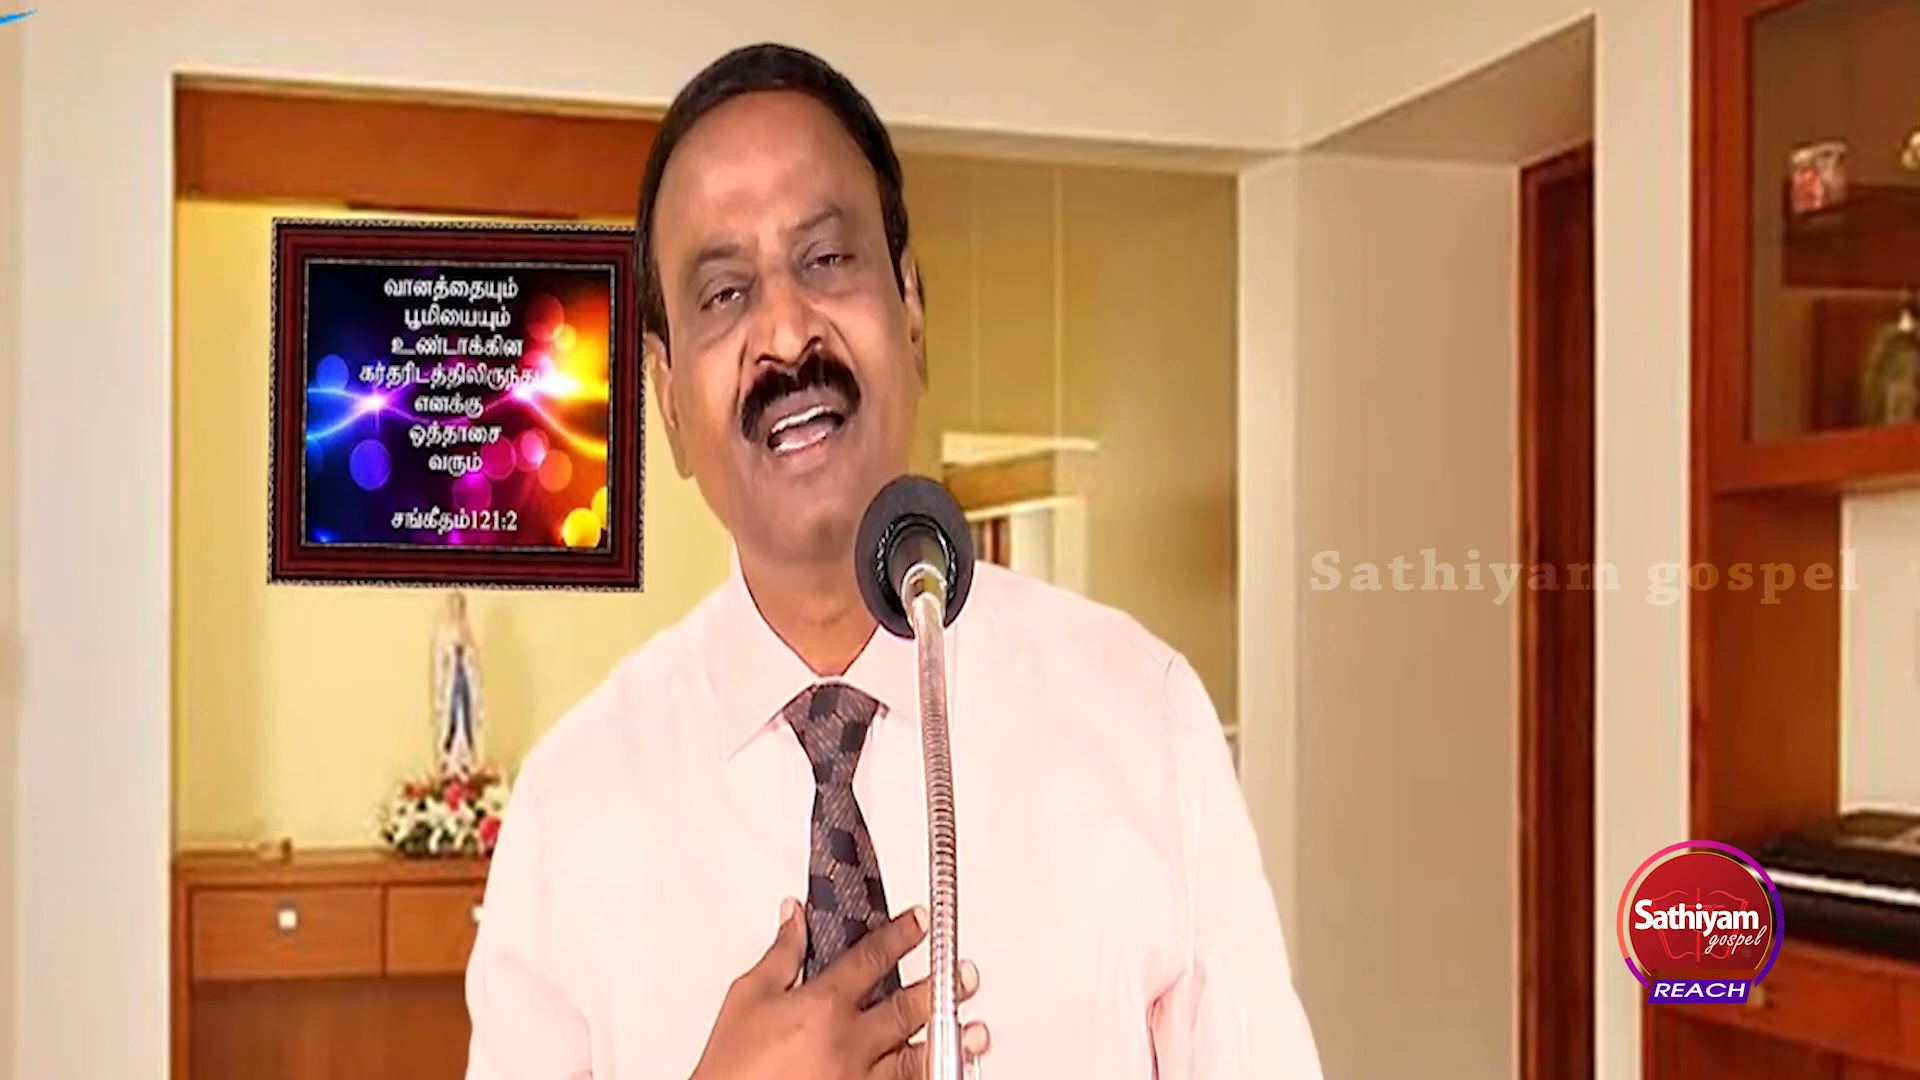 வானத்தையும்
பூமியையும்
உண்டாக்கின
கர்தரிடத்திலிருந்து
எனக்கு
ஒத்தாசை
வரும்
சங்கீதம்121:2
Sathiyam gospel
Sathiyam
gospel
REACH